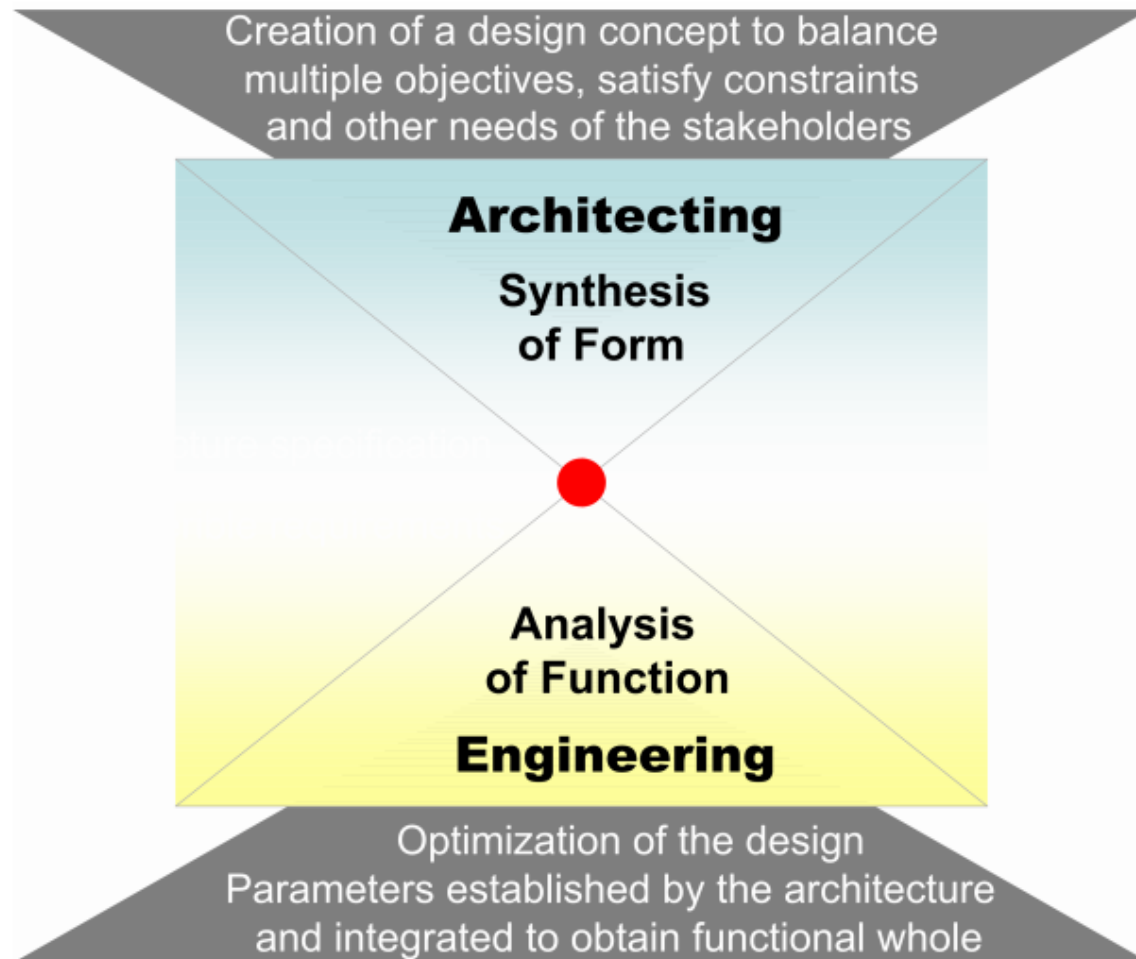 Creation of a design concept to balance
multiple objectives, satisfy constraints
and other needs of the stakeholders
Architecting
Synthesis
of Form
specification
Analysis
of Function
Engineering
Optimization of the design
Parameters established by the architecture
and integrated to obtain functional whole